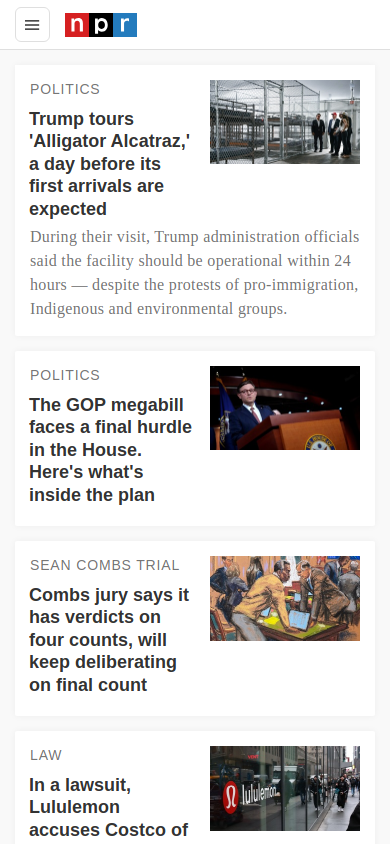 npr
POLITICS
Trump tours
'Alligator Alcatraz,'
a day before its
first arrivals are
expected
During their visit, Trump administration officials
said the facility should be operational within 24
hours — despite the protests of pro-immigration,
Indigenous and environmental groups.
POLITICS
The GOP megabill
faces a final hurdle
in the House.
Here's what's
inside the plan
SEAN COMBS TRIAL
Combs jury says it
has verdicts on
four counts, will
keep deliberating
on final count
LAW
In a lawsuit,
Lululemon
accuses Costco of
lululemon